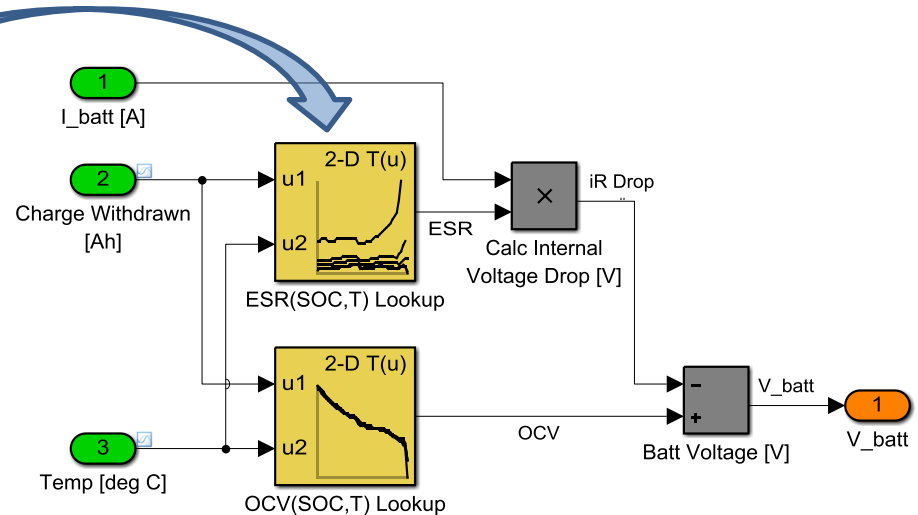 1
I_batt [A]
2
Charge Withdrawn
[Ah]
3
Temp [deg C]
2-D T(u)
u1
u2
ESR(SOC,T) Lookup
ESR
2-D T(u)
u1
u2
OCV(SOC,T) Lookup
OCV
×
iR Drop
Calc Internal
Voltage Drop [V]
−
+
Batt Voltage [V]
V_batt
1
V_batt